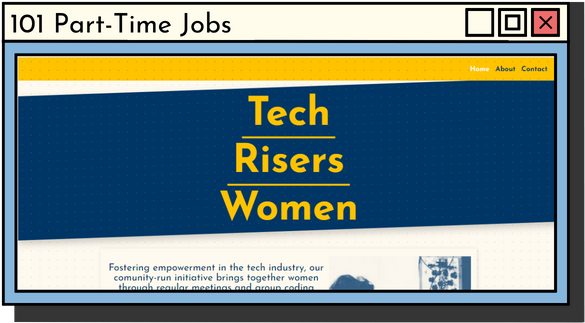 101 Part-Time Jobs
Home About Contact
Tech
Risers
Women
Fostering empowerment in the tech industry, our
comunity-run initiative brings together women
through regular meetings and group coding